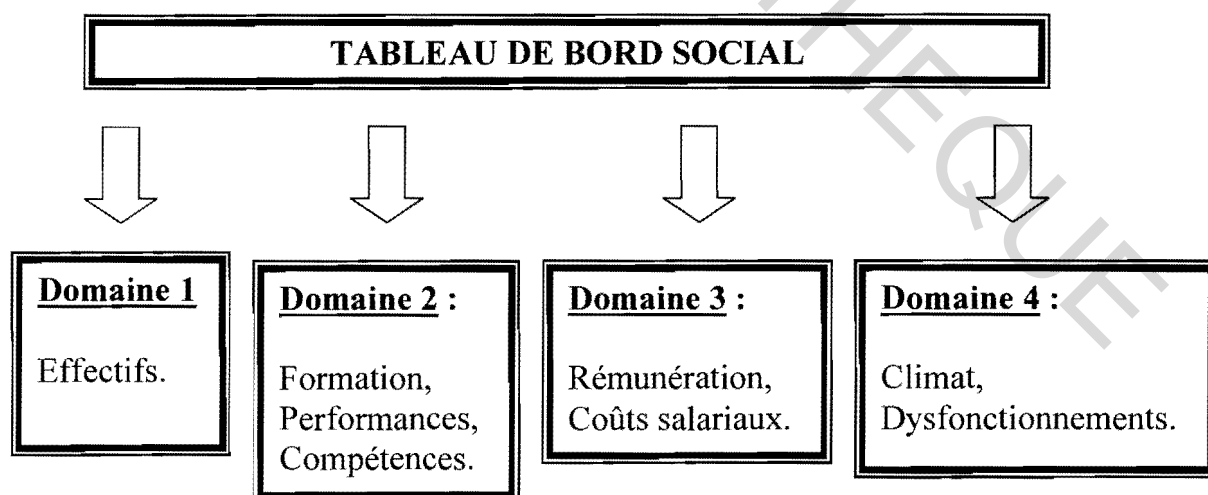 TABLEAU DE BORD SOCIAL
Domaine 1
Effectifs.
Domaine 2 :
Formation,
Performances,
Compétences.
Domaine 3 :
Rémunération,
Coûts salariaux.
Domaine 4 :
Climat,
Dysfonctionnements.
THEQUE